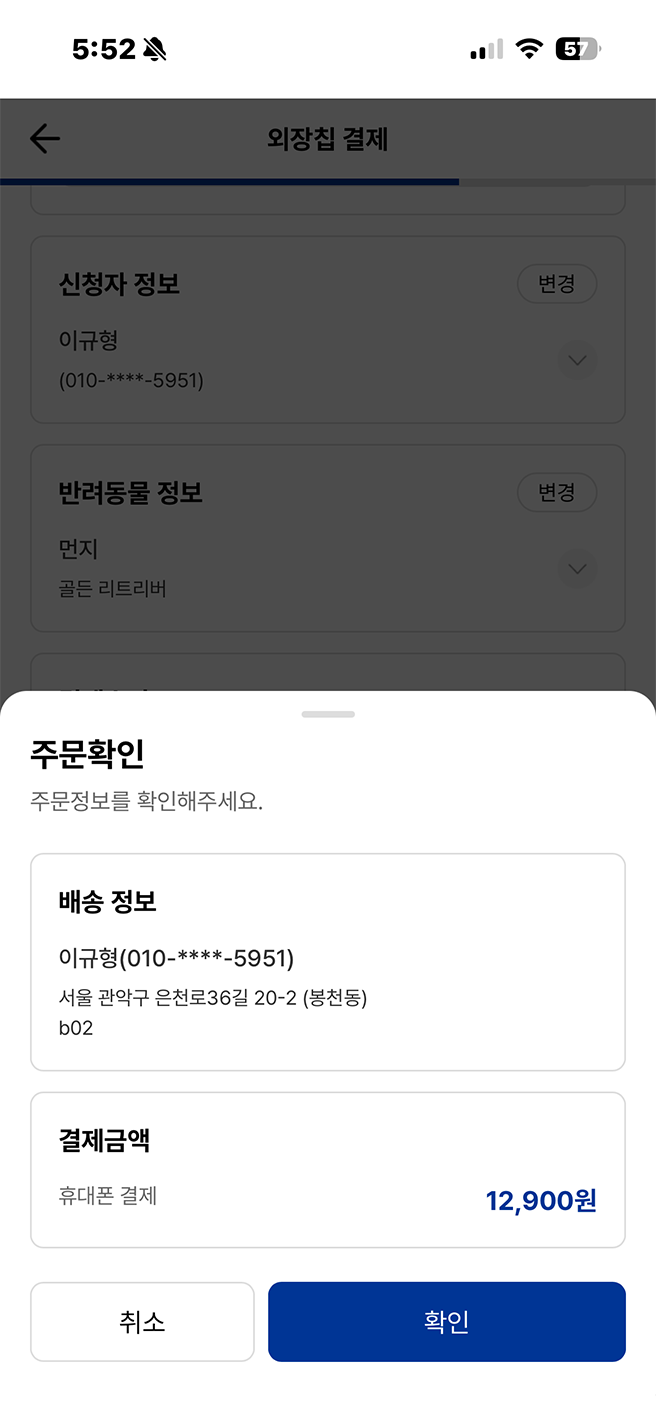 5:52
57
외장칩 결제
신청자 정보
변경
이규형
(010-****-5951)
반려동물 정보
변경
먼지
골든 리트리버
주문확인
주문정보를 확인해주세요.
배송 정보
이규형(010-****-5951)
서울 관악구 은천로36길 20-2 (봉천동)
b02
결제금액
휴대폰 결제
12,900원
취소
확인